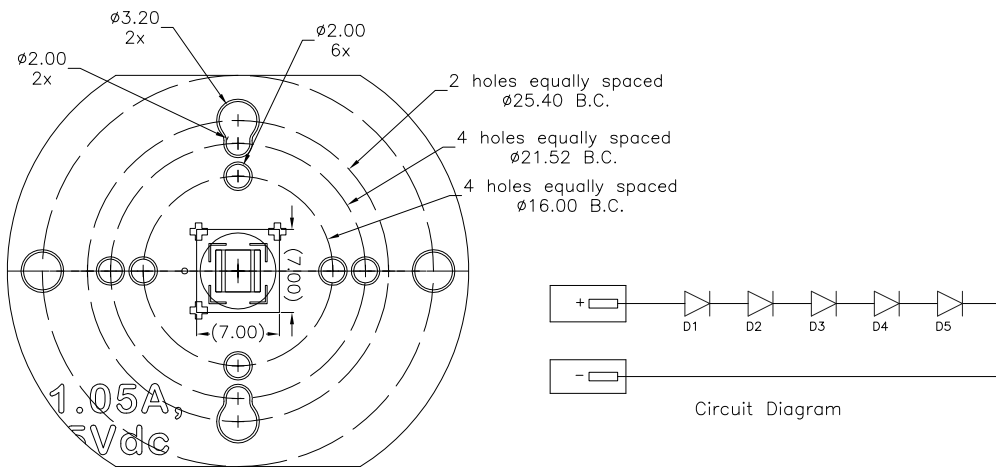 ø3.20
2x
ø2.00
6x
ø2.00
2x
2 holes equally spaced
ø25.40 B.C.
4 holes equally spaced
ø21.52 B.C.
4 holes equally spaced
ø16.00 B.C.
(7.00)
(7.00)
1.05A,
5Vdc
+
D1 D2 D3 D4 D5
-
Circuit Diagram